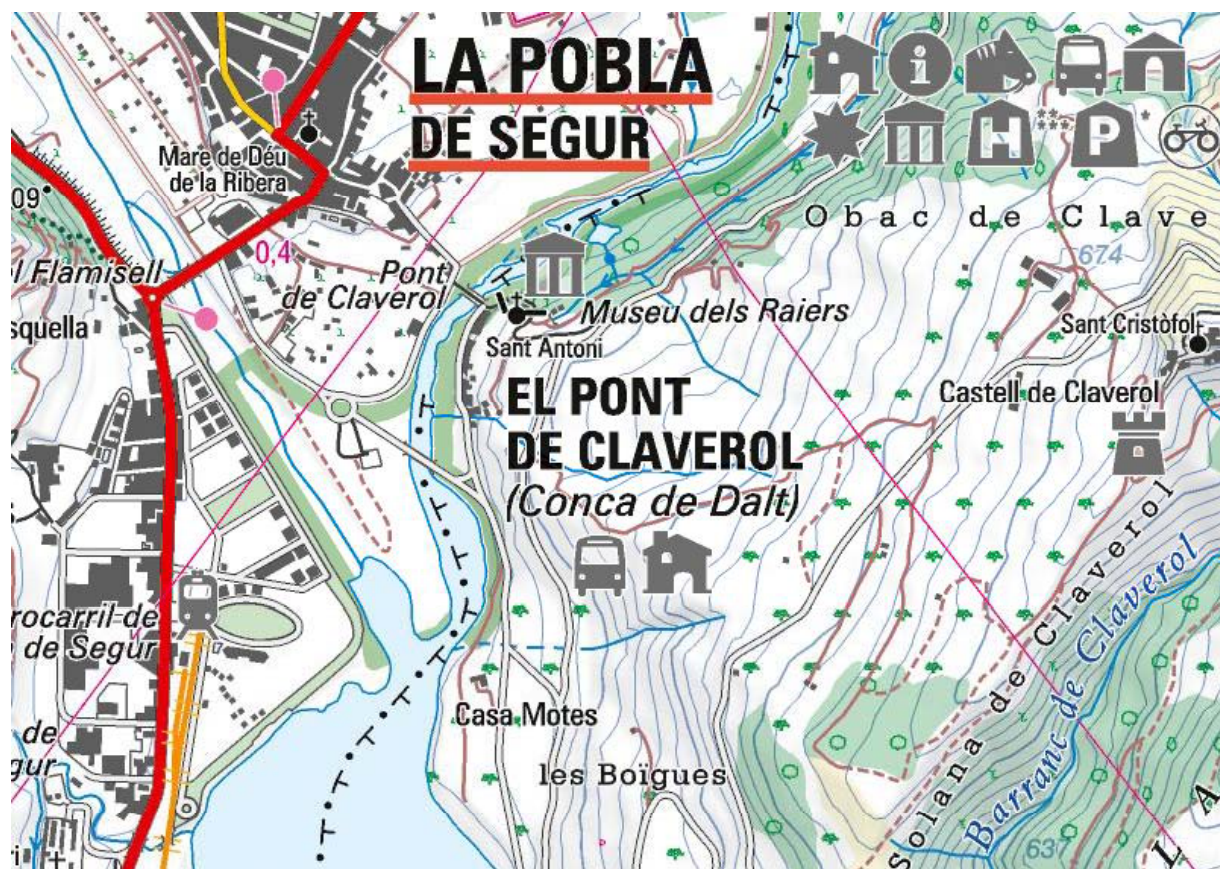 LA POBLA
DE SEGUR
i
H
P
Mare de Déu
de la Ribera
09
0,4
Obac de Clave
674
el Flamisell
Pont
de Claverol
Museu dels Raiers
Sant Antoni
squella
Sant Cristòfol
Castell de Claverol
EL PONT
DE CLAVEROL
(Conca de Dalt)
rocarril de
de Segur
Solana de Claverol
Barranc de Claverol
Casa Motes
de
gur
les Boïgues
637
L A
ri